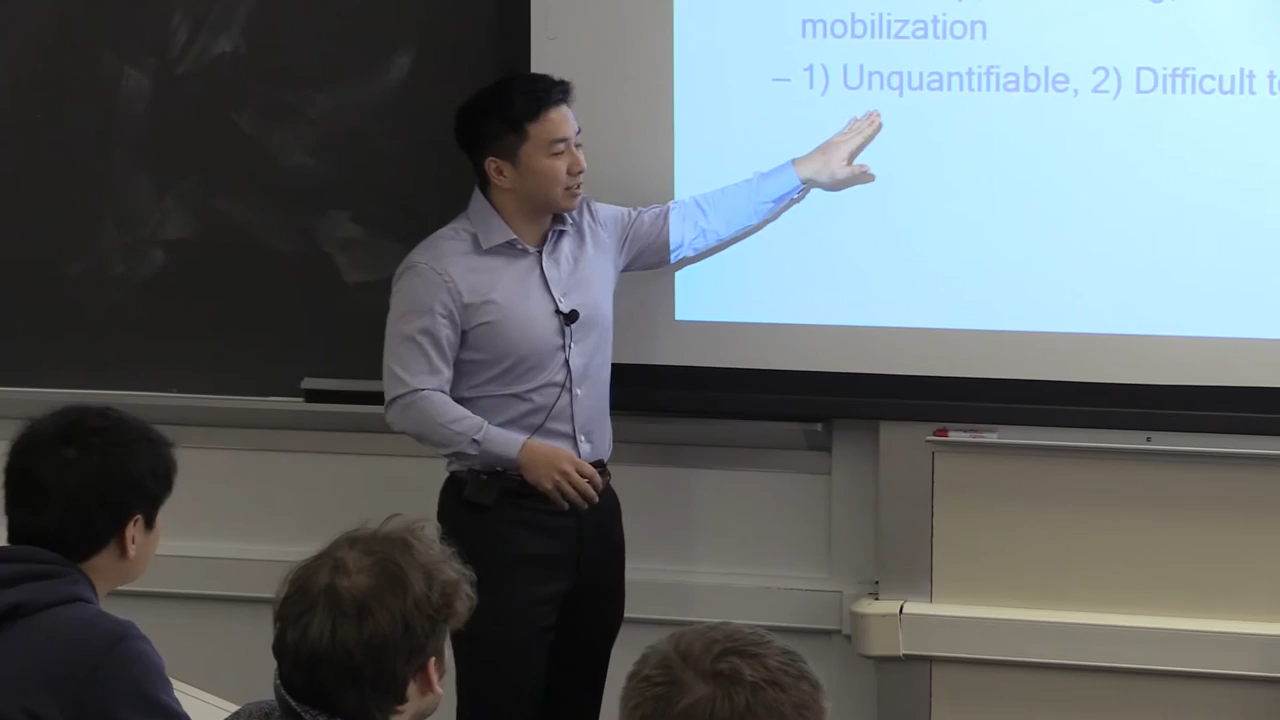 mobilization
– 1) Unquantifiable, 2) Difficult